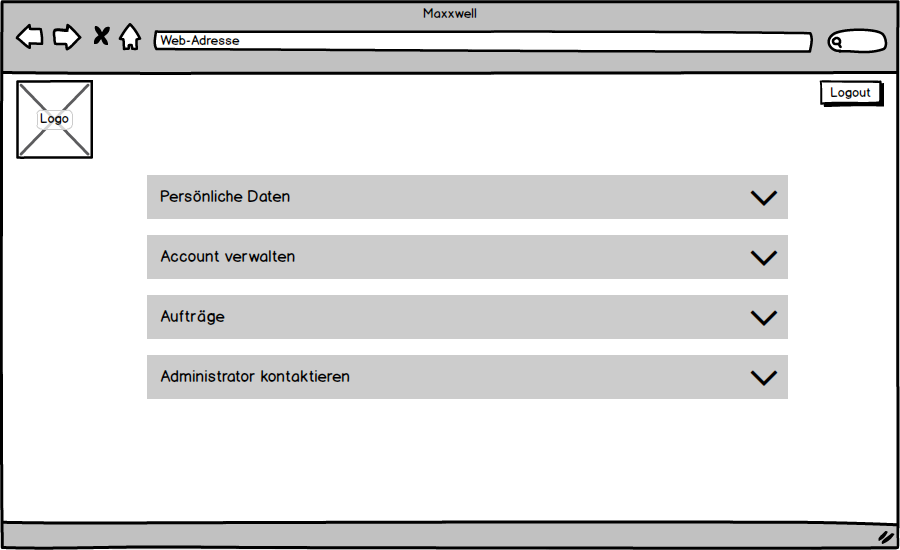 Maxxwell
Web-Adresse
Logo
Logout
Persönliche Daten
Account verwalten
Aufträge
Administrator kontaktieren